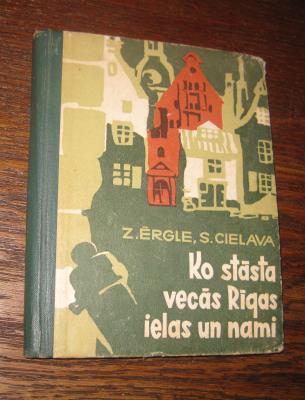 Z. ĒRGLE, S. CIELAVA
Ko stāsta
vecās Rīgas
ielas un nami